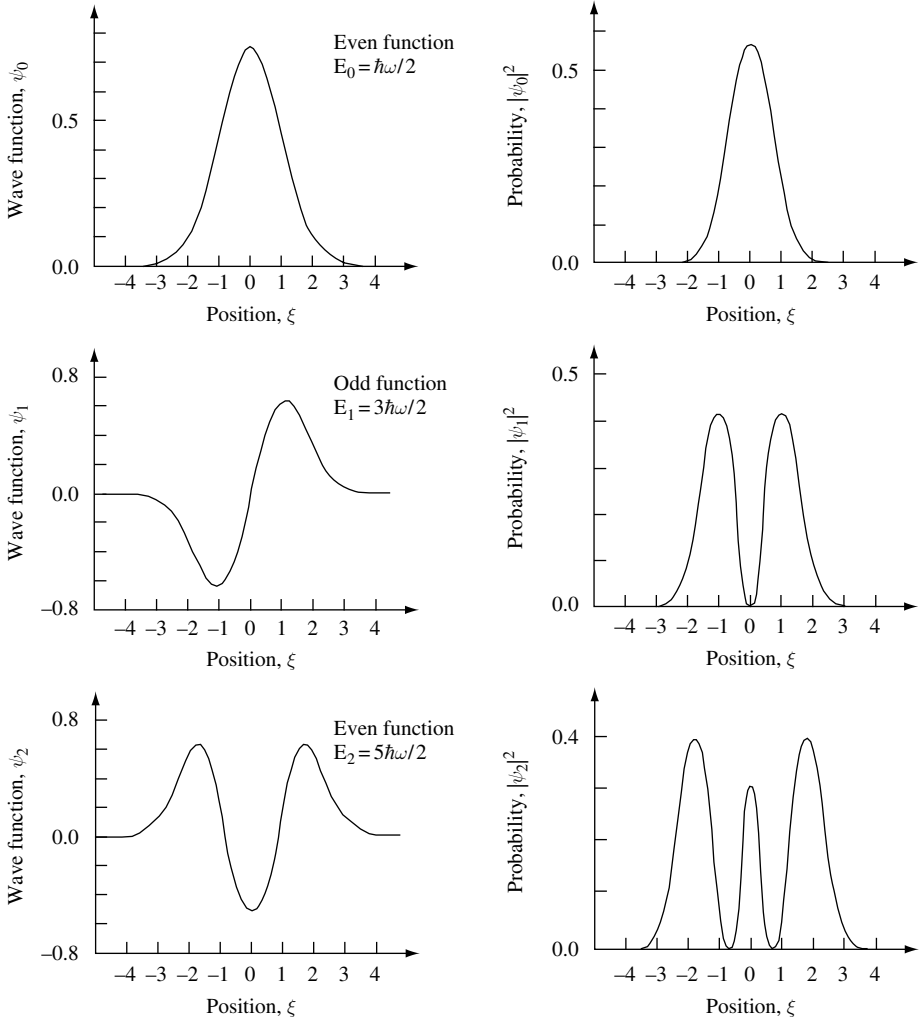 Wave function, ψ₀
0.5
0.0
–4 –3 –2 –1 0 1 2 3 4
Position, ξ
Even function
E₀ = ℏω/2
Probability, |ψ₀|²
0.5
0.0
–4 –3 –2 –1 0 1 2 3 4
Position, ξ
Wave function, ψ₁
0.8
0.0
–0.8
–4 –3 –2 –1 0 1 2 3 4
Position, ξ
Odd function
E₁ = 3ℏω/2
Probability, |ψ₁|²
0.5
0.0
–4 –3 –2 –1 0 1 2 3 4
Position, ξ
Wave function, ψ₂
0.8
0.0
–0.8
–4 –3 –2 –1 0 1 2 3 4
Position, ξ
Even function
E₂ = 5ℏω/2
Probability, |ψ₂|²
0.4
0.0
–4 –3 –2 –1 0 1 2 3 4
Position, ξ